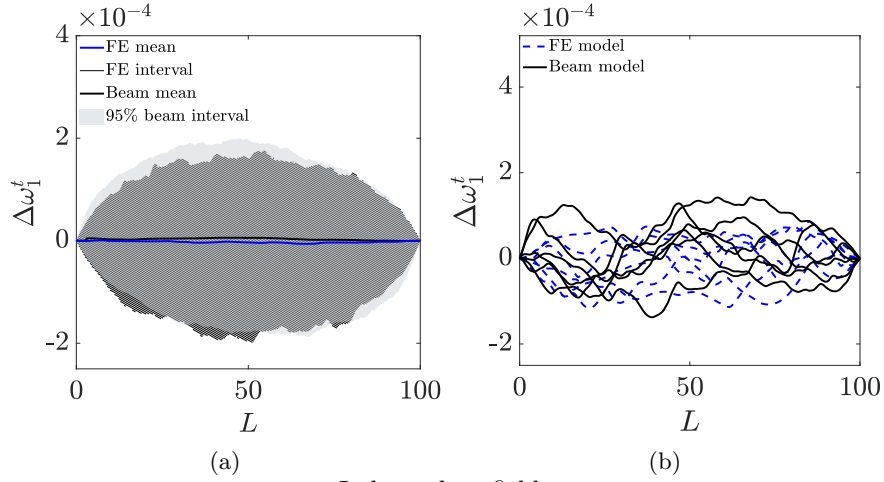 ×10⁻⁴
4
2
0
-2
Δω₁ᵗ
FE mean
FE interval
Beam mean
95% beam interval
0
50
100
L
(a)
×10⁻⁴
4
2
0
-2
Δω₁ᵗ
FE model
Beam model
0
50
100
L
(b)